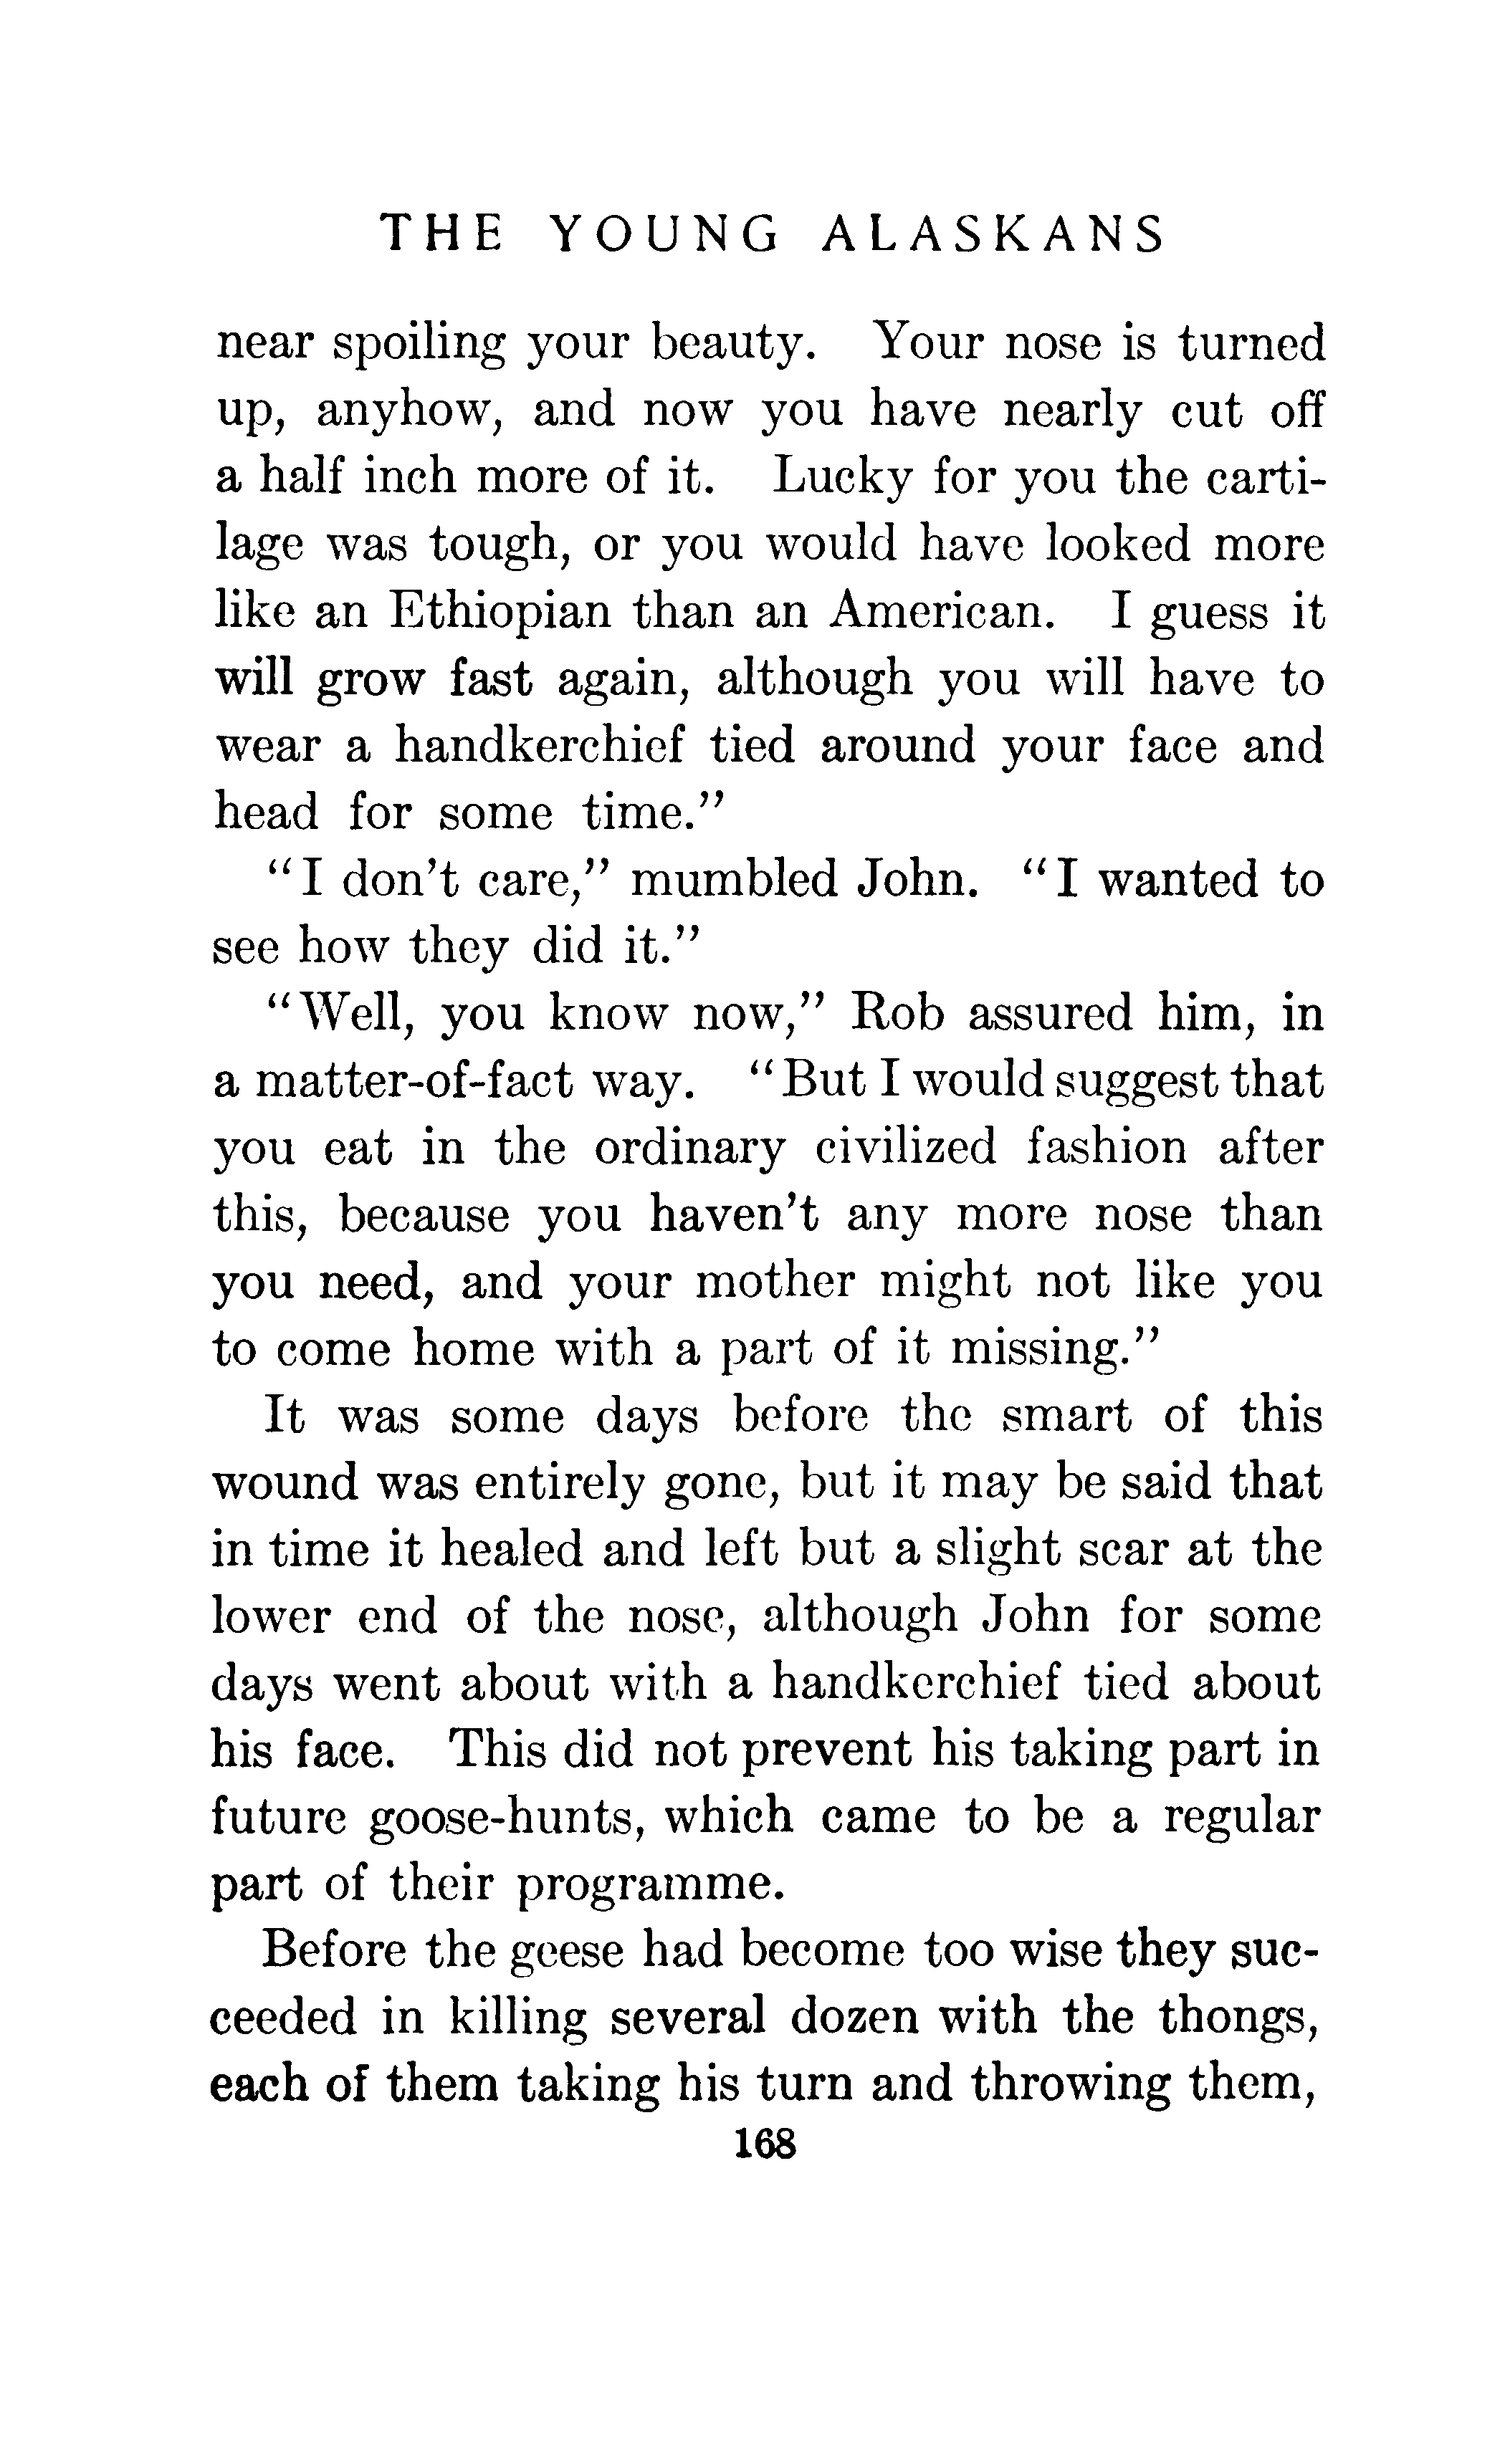 THE YOUNG ALASKANS
near spoiling your beauty. Your nose is turned
up, anyhow, and now you have nearly cut off
a half inch more of it. Lucky for you the carti-
lage was tough, or you would have looked more
like an Ethiopian than an American. I guess it
will grow fast again, although you will have to
wear a handkerchief tied around your face and
head for some time."
"I don't care," mumbled John. "I wanted to
see how they did it."
"Well, you know now," Rob assured him, in
a matter-of-fact way. "But I would suggest that
you eat in the ordinary civilized fashion after
this, because you haven't any more nose than
you need, and your mother might not like you
to come home with a part of it missing."
It was some days before the smart of this
wound was entirely gone, but it may be said that
in time it healed and left but a slight scar at the
lower end of the nose, although John for some
days went about with a handkerchief tied about
his face. This did not prevent his taking part in
future goose-hunts, which came to be a regular
part of their programme.
Before the geese had become too wise they suc-
ceeded in killing several dozen with the thongs,
each of them taking his turn and throwing them,
168